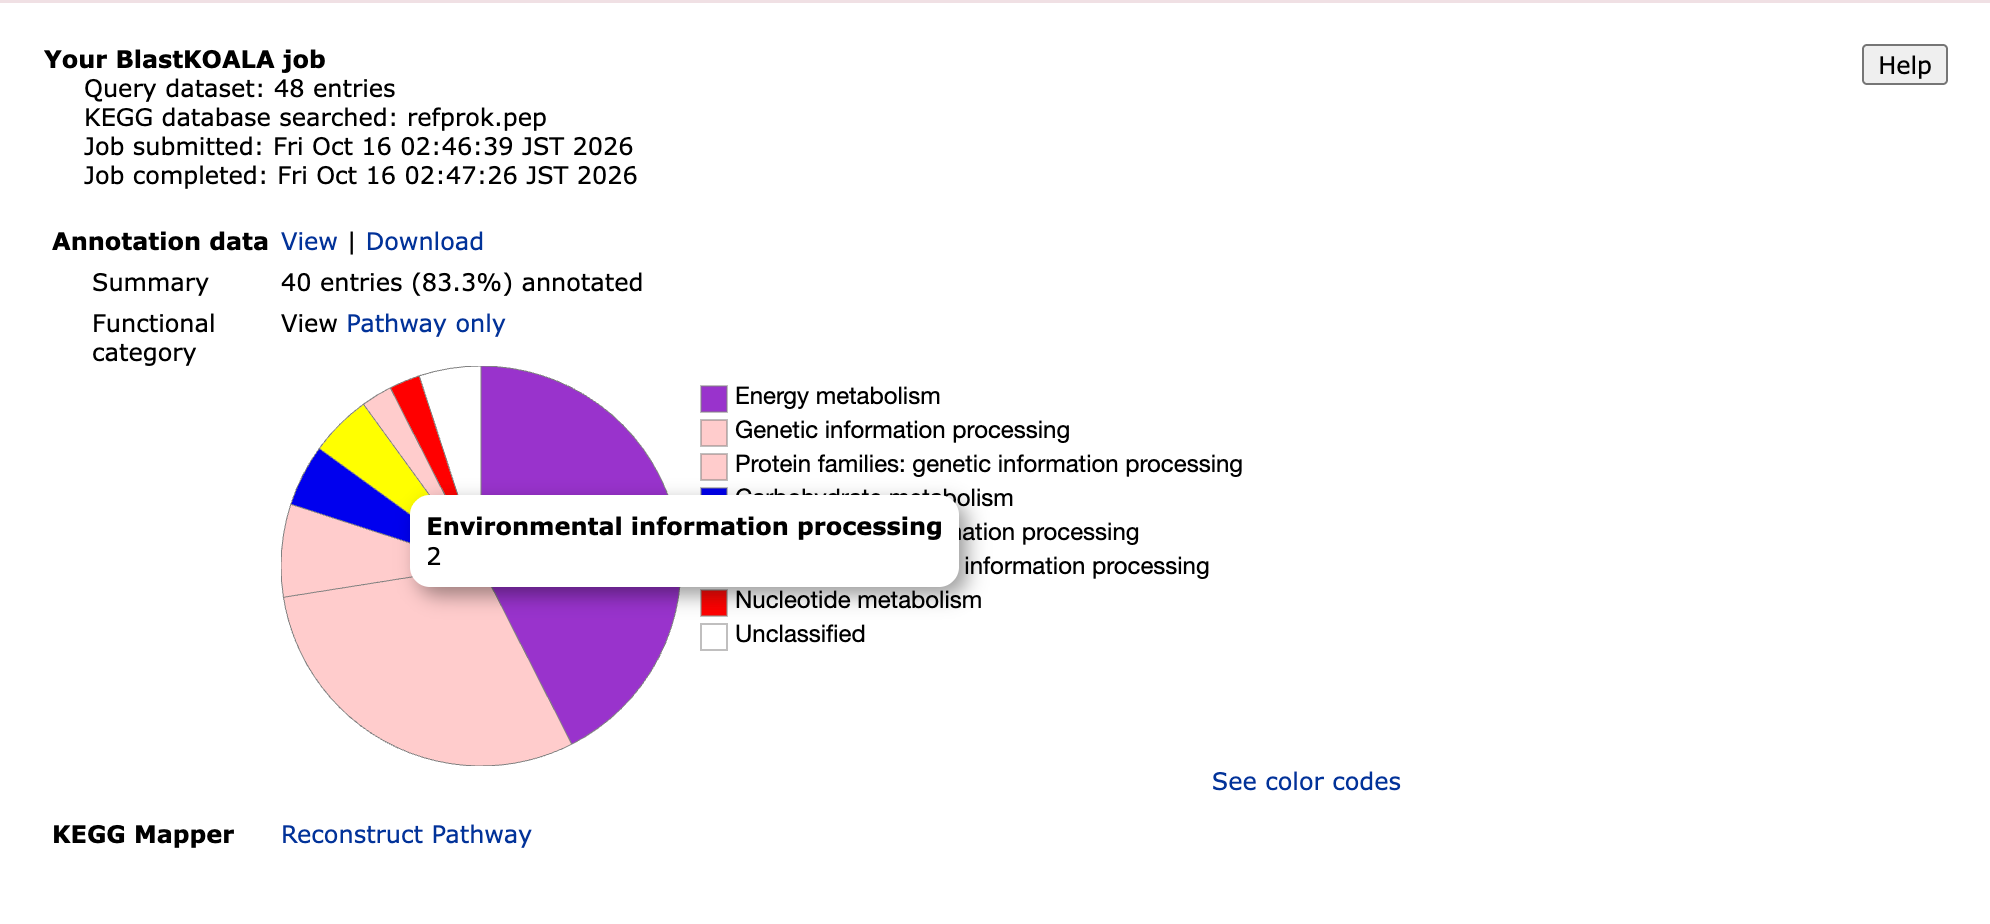 Your BlastKOALA job
Help
Query dataset: 48 entries
KEGG database searched: refprok.pep
Job submitted: Fri Oct 16 02:46:39 JST 2026
Job completed: Fri Oct 16 02:47:26 JST 2026
Annotation data View | Download
Summary 40 entries (83.3%) annotated
Functional category View Pathway only
Energy metabolism
Genetic information processing
Protein families: genetic information processing
Carbohydrate metabolism
Environmental information processing
2
processing
information processing
Nucleotide metabolism
Unclassified
See color codes
KEGG Mapper Reconstruct Pathway